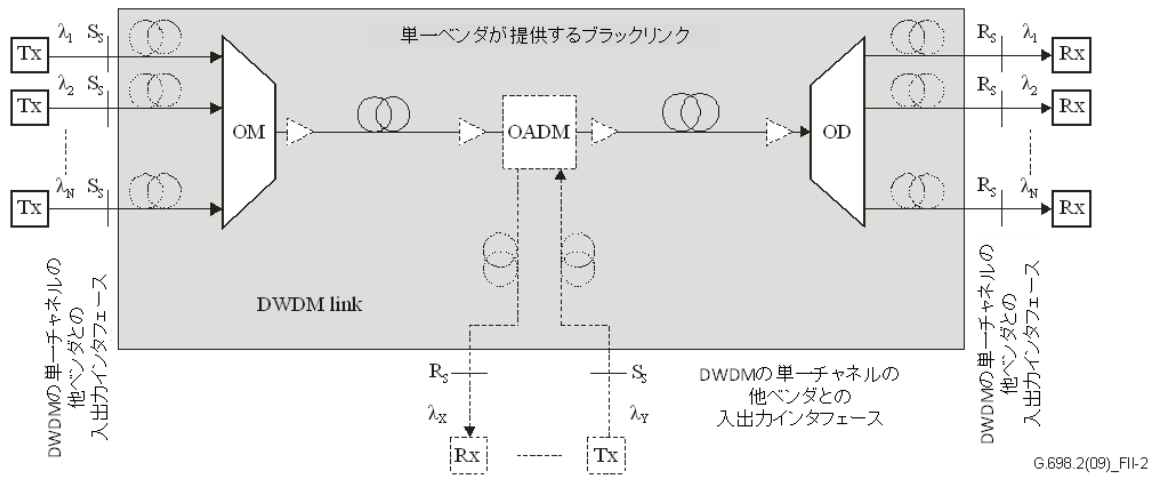 単一ベンダが提供するブラックリンク
Tx λ1 SS
Tx λ2 SS
Tx λN SS
OM
OADM
OD
RS λ1 Rx
RS λ2 Rx
RS λN Rx
DWDM link
DWDMの単一チャネルの
他ベンダとの
入出力インタフェース
RS
SS
λX
λY
Rx
Tx
DWDMの単一チャネルの
他ベンダとの
入出力インタフェース
DWDMの単一チャネルの
他ベンダとの
入出力インタフェース
G.698.2(09)_FII-2